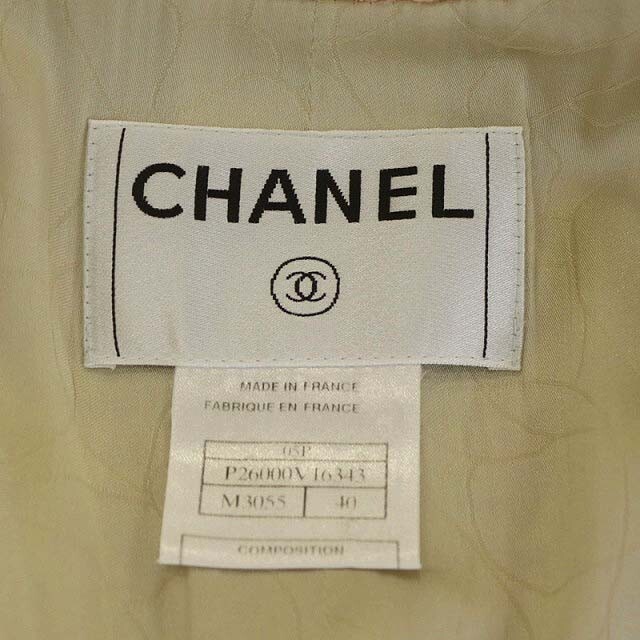 CHANEL
MADE IN FRANCE
FABRIQUE EN FRANCE
05P
P26000V16343
M3055 40
COMPOSITION